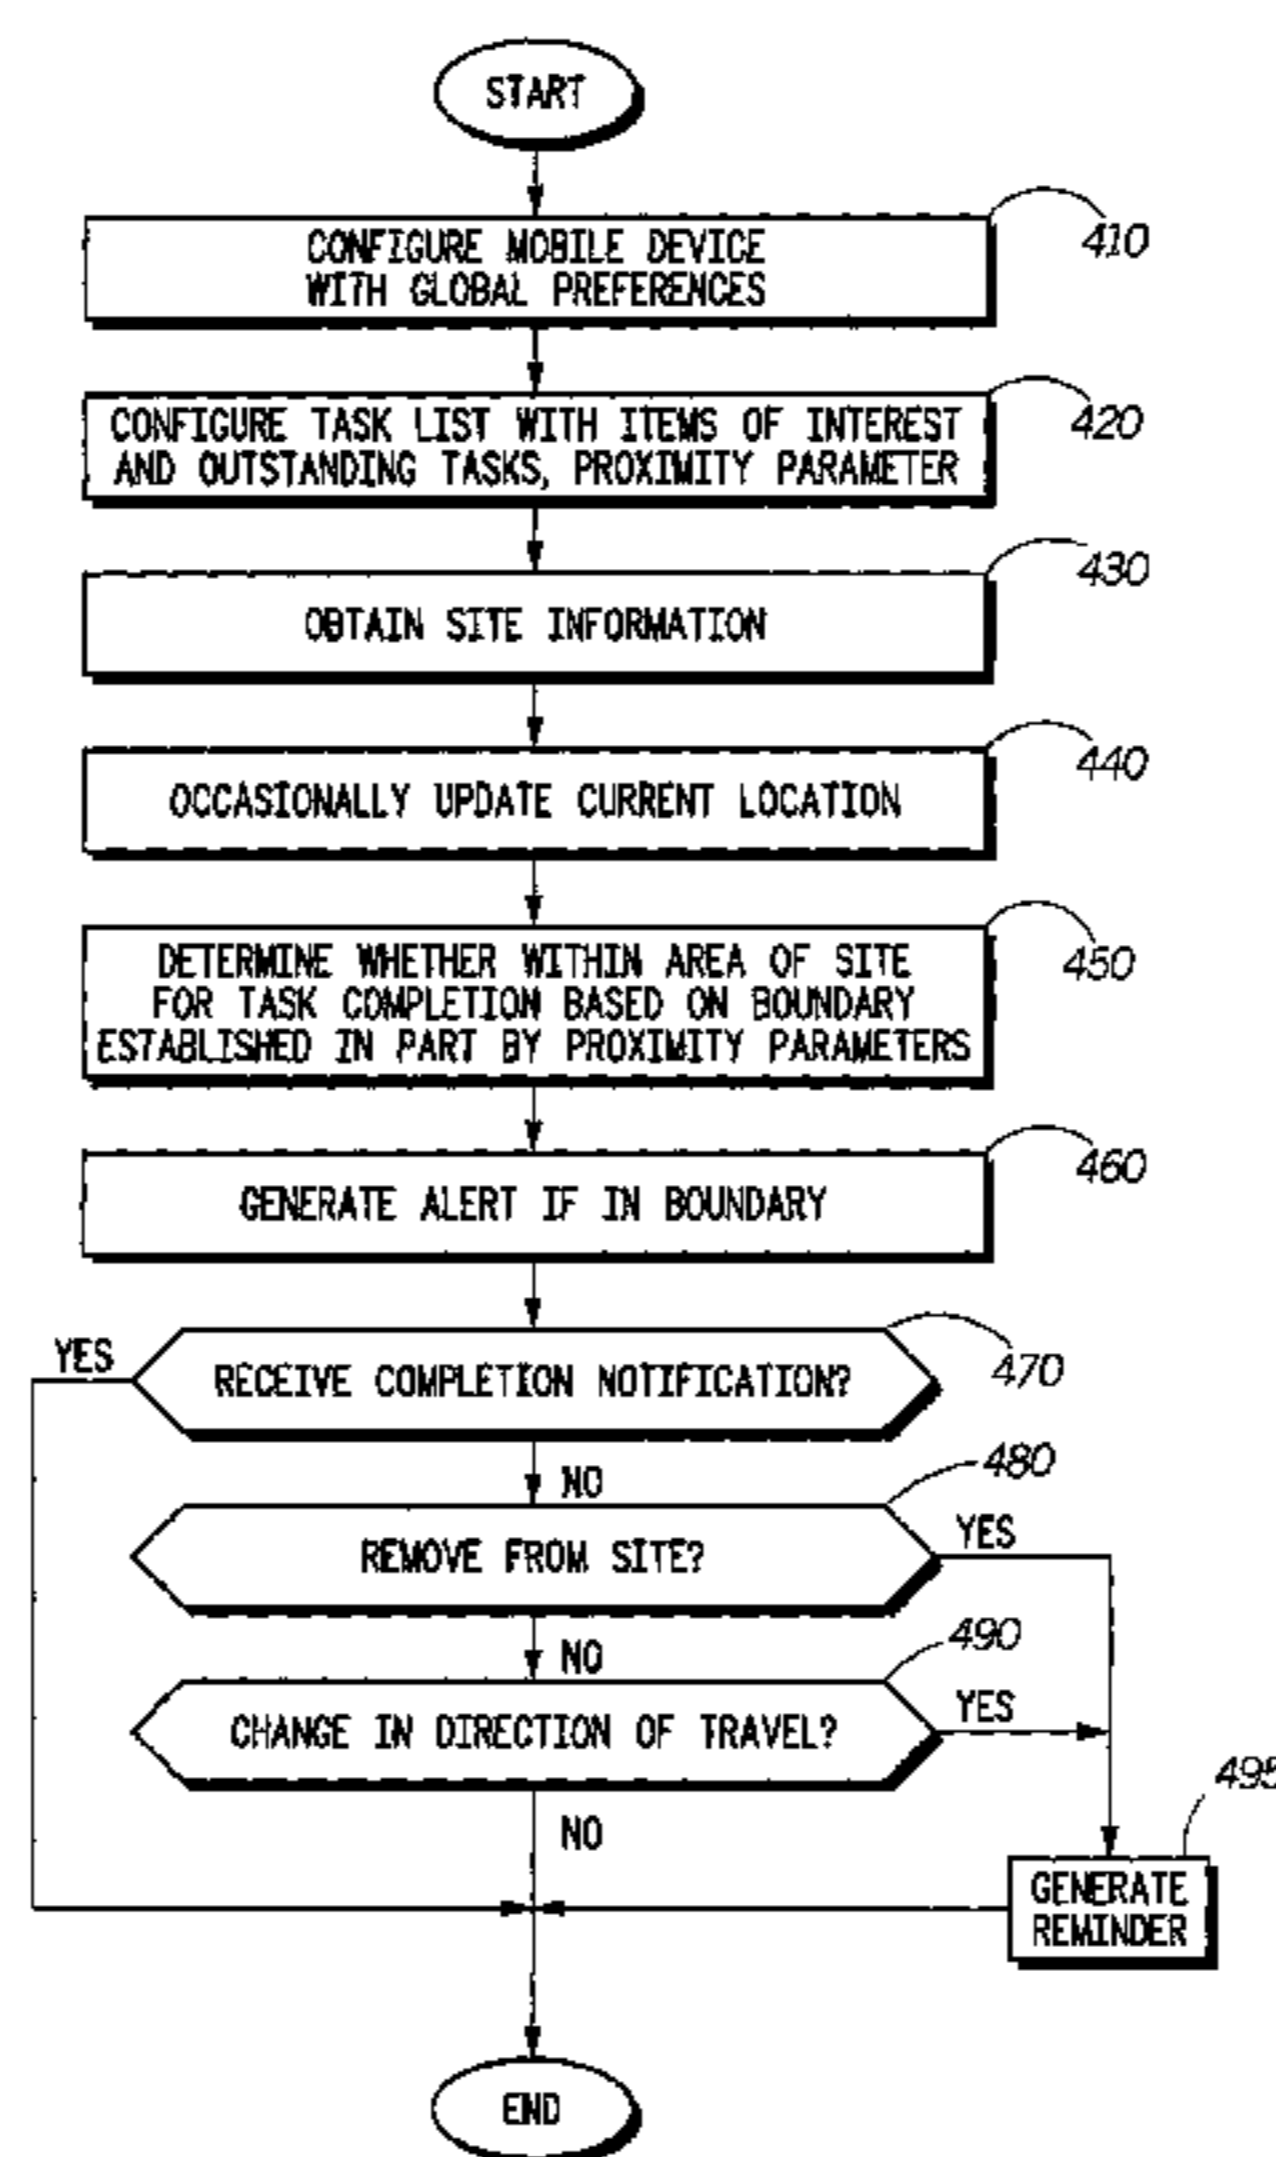 START
CONFIGURE MOBILE DEVICE
WITH GLOBAL PREFERENCES
410
CONFIGURE TASK LIST WITH ITEMS OF INTEREST
AND OUTSTANDING TASKS, PROXIMITY PARAMETER
420
OBTAIN SITE INFORMATION
430
OCCASIONALLY UPDATE CURRENT LOCATION
440
DETERMINE WHETHER WITHIN AREA OF SITE
FOR TASK COMPLETION BASED ON BOUNDARY
ESTABLISHED IN PART BY PROXIMITY PARAMETERS
450
GENERATE ALERT IF IN BOUNDARY
460
YES
RECEIVE COMPLETION NOTIFICATION?
470
NO
480
REMOVE FROM SITE?
YES
NO
490
CHANGE IN DIRECTION OF TRAVEL?
YES
NO
495
GENERATE
REMINDER
END